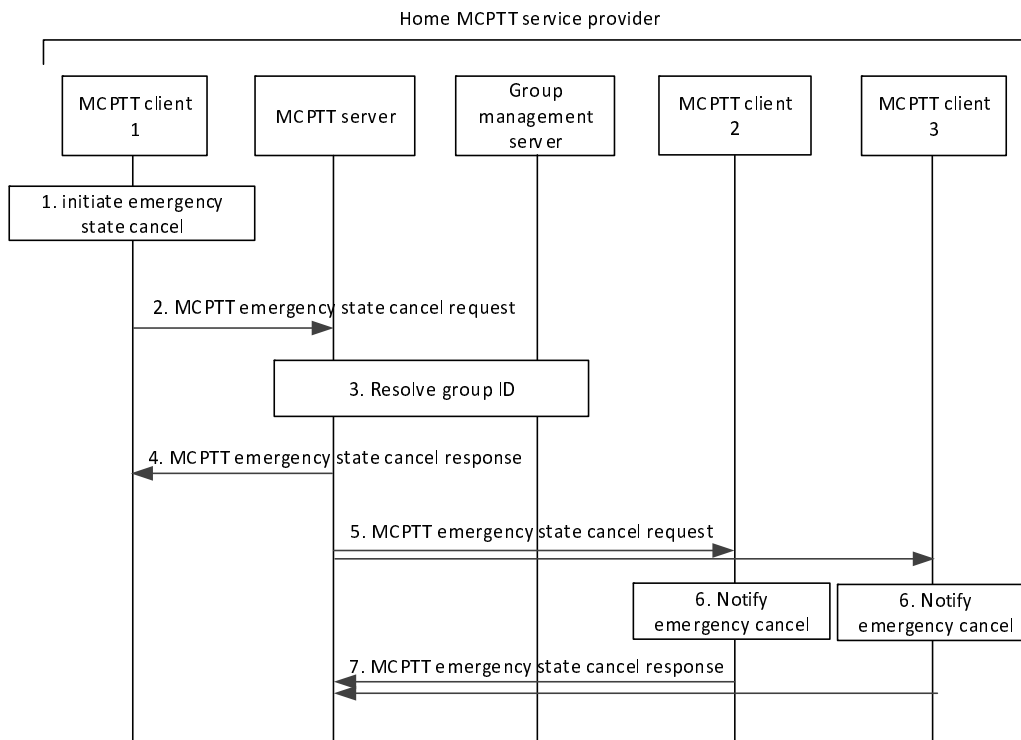 Home MCPTT service provider
MCPTT client
1
MCPTT server
Group
management
server
MCPTT client
2
MCPTT client
3
1. initiate emergency
state cancel
2. MCPTT emergency state cancel request
3. Resolve group ID
4. MCPTT emergency state cancel response
5. MCPTT emergency state cancel request
6. Notify
emergency cancel
6. Notify
emergency cancel
7. MCPTT emergency state cancel response